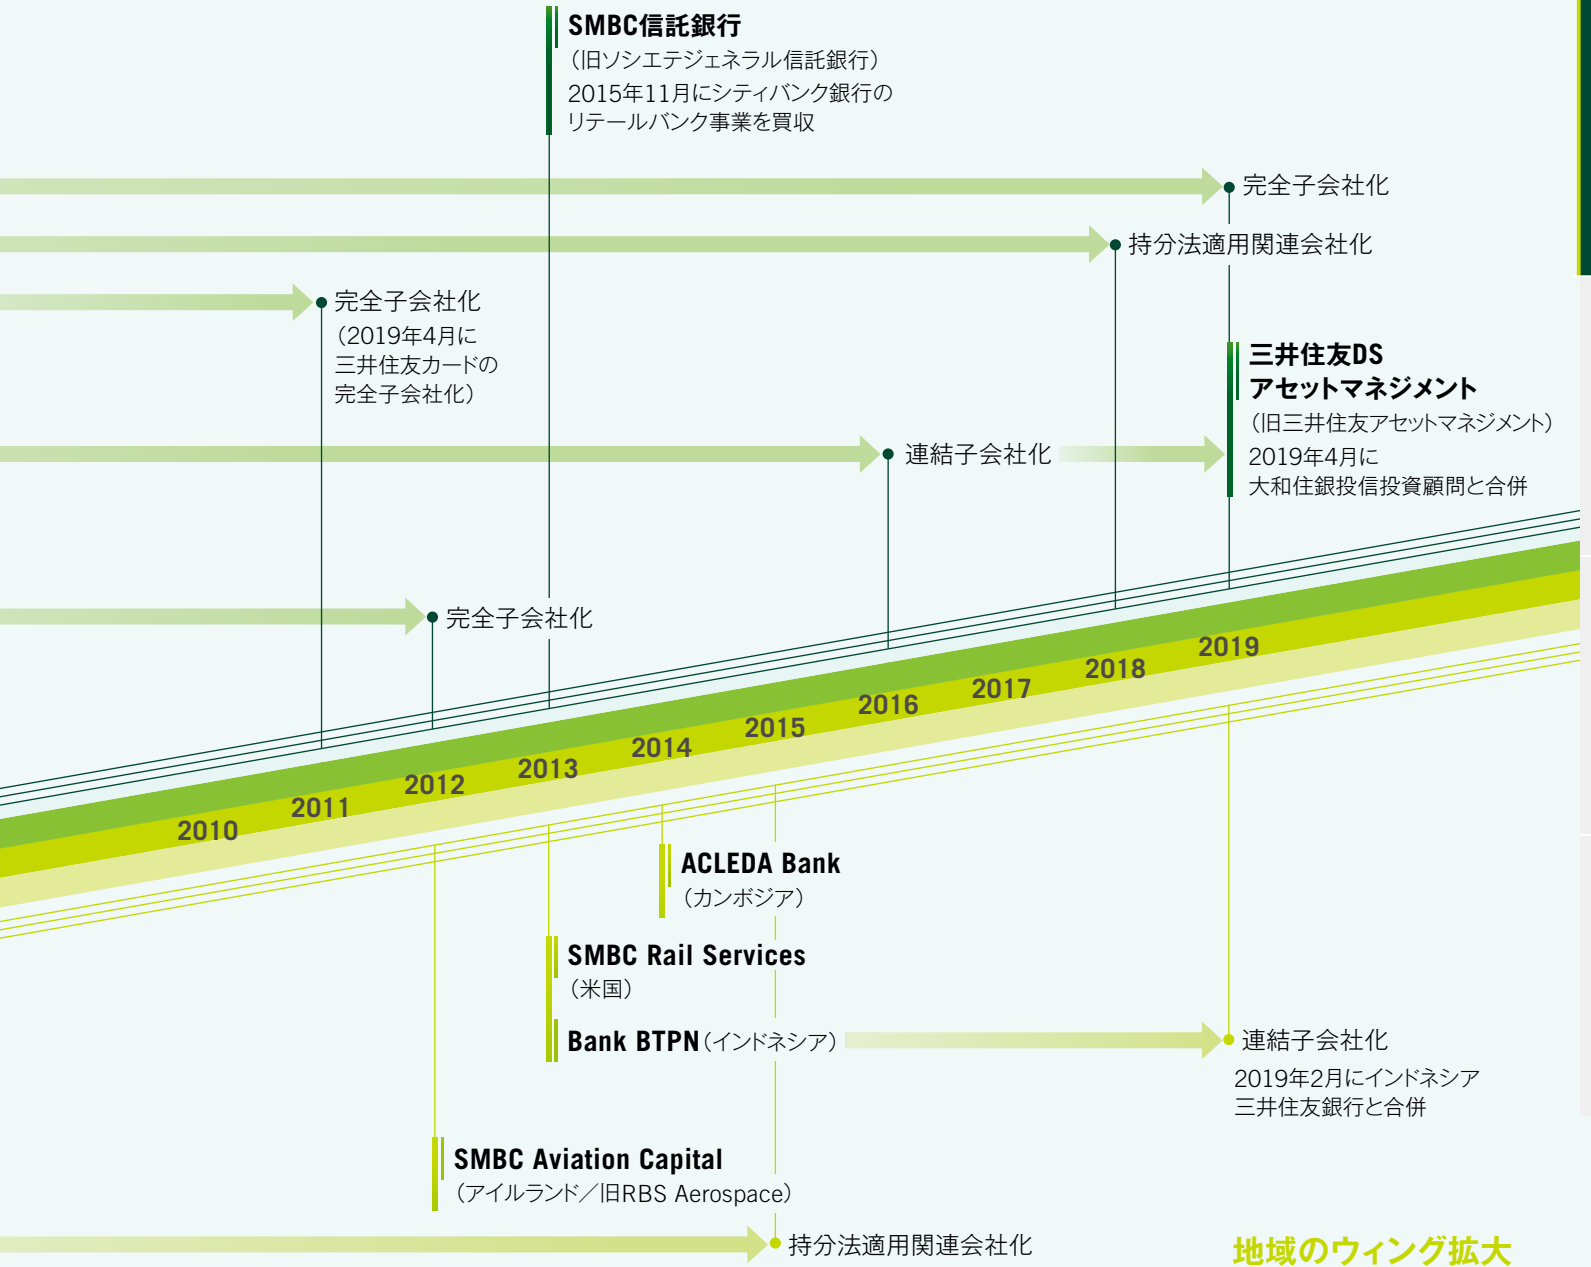 SMBC信託銀行
（旧ソシエテジェネラル信託銀行）
2015年11月にシティバンク銀行の
リテールバンク事業を買収
完全子会社化
持分法適用関連会社化
完全子会社化
（2019年4月に
三井住友カードの
完全子会社化）
三井住友DS
アセットマネジメント
（旧三井住友アセットマネジメント）
2019年4月に
大和住銀投信投資顧問と合併
連結子会社化
完全子会社化
2010
2011
2012
2013
2014
2015
2016
2017
2018
2019
ACLEDA Bank
（カンボジア）
SMBC Rail Services
（米国）
Bank BTPN（インドネシア）
連結子会社化
2019年2月にインドネシア
三井住友銀行と合併
SMBC Aviation Capital
（アイルランド／旧RBS Aerospace）
持分法適用関連会社化
地域のウィング拡大